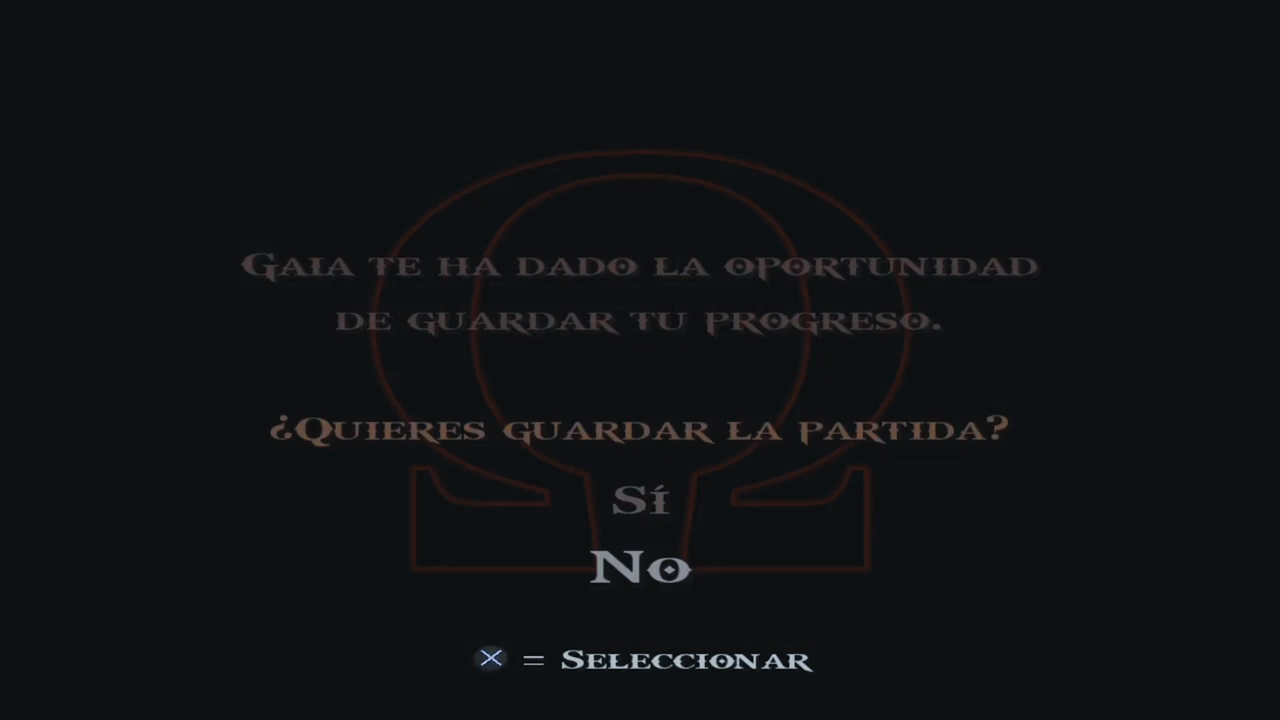 Gaia te ha dado la oportunidad
de guardar tu progreso.
¿Quieres guardar la partida?
Sí
No
= Seleccionar